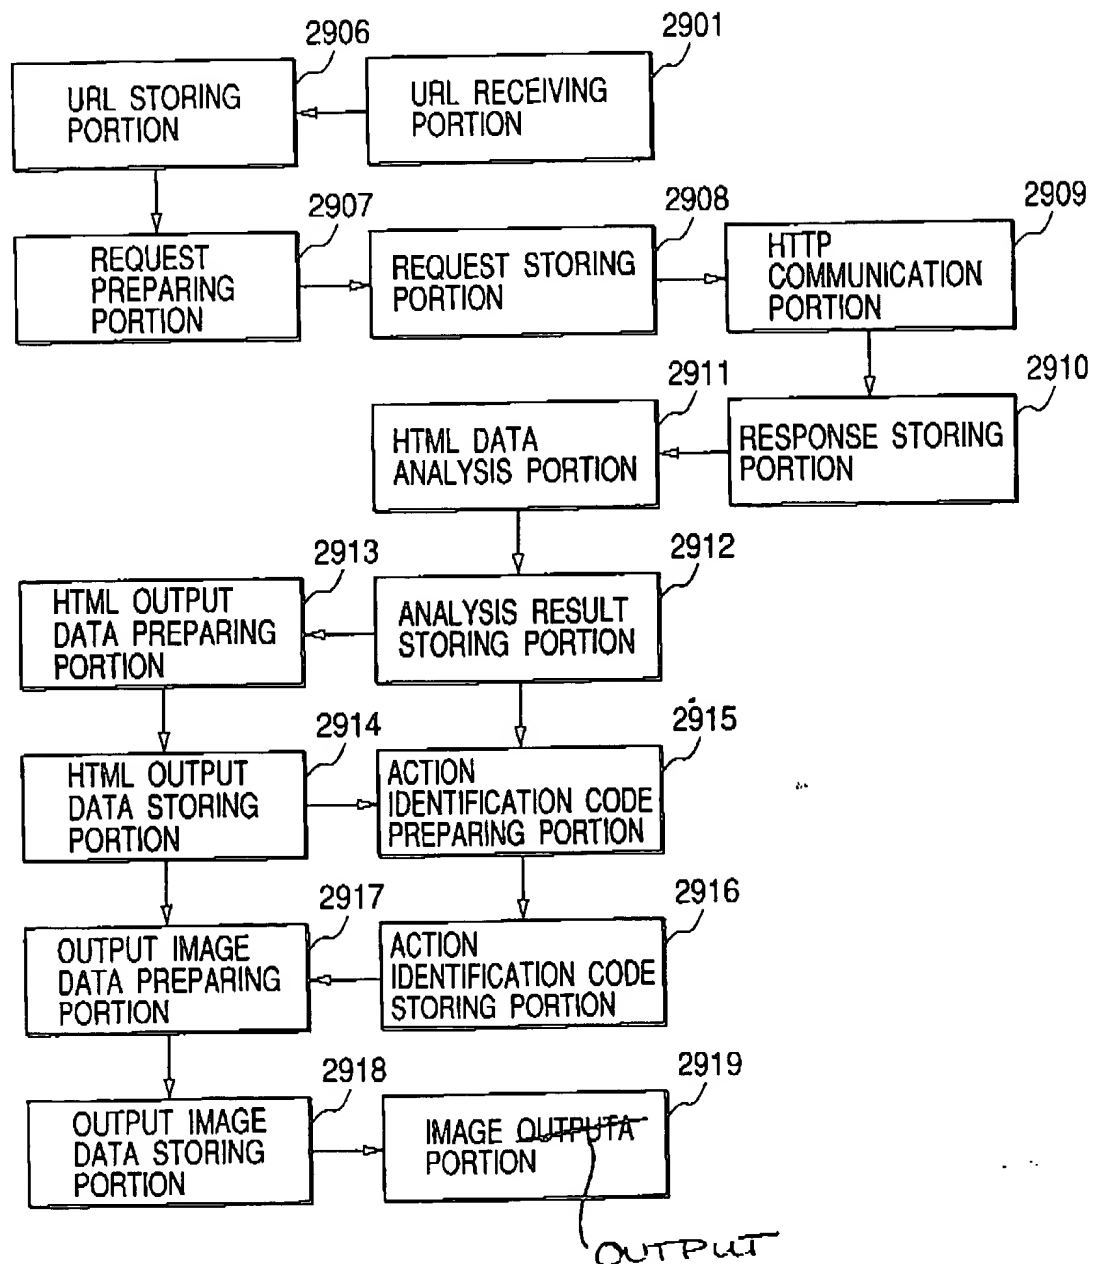 2906
2901
URL STORING
PORTION
URL RECEIVING
PORTION
2907
2908
2909
REQUEST
PREPARING
PORTION
REQUEST STORING
PORTION
HTTP
COMMUNICATION
PORTION
2911
2910
HTML DATA
ANALYSIS PORTION
RESPONSE STORING
PORTION
2913
2912
HTML OUTPUT
DATA PREPARING
PORTION
ANALYSIS RESULT
STORING PORTION
2914
2915
HTML OUTPUT
DATA STORING
PORTION
ACTION
IDENTIFICATION CODE
PREPARING PORTION
2917
2916
OUTPUT IMAGE
DATA PREPARING
PORTION
ACTION
IDENTIFICATION CODE
STORING PORTION
2918
2919
OUTPUT IMAGE
DATA STORING
PORTION
IMAGE OUTPUTA
PORTION
OUTPUT